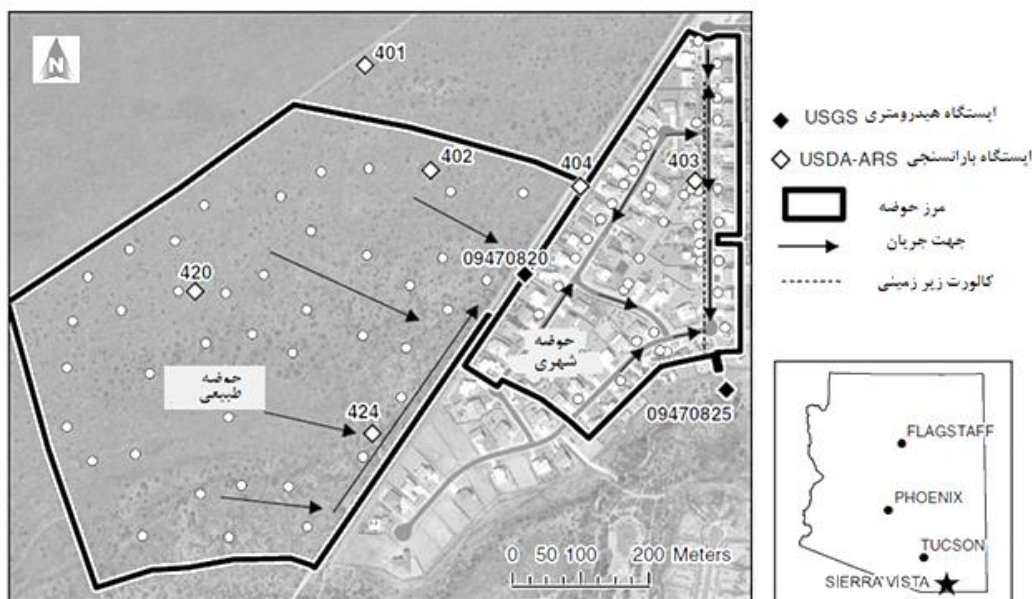 N
401
402
404
403
09470820
420
حوضه
شهری
حوضه
طبیعی
424
09470825
0 50 100 200 Meters
ایستگاه هیدرومتری USGS
ایستگاه بارانسنجی USDA-ARS
مرز حوضه
جهت جریان
کالورت زیر زمینی
FLAGSTAFF
PHOENIX
TUCSON
SIERRA VISTA